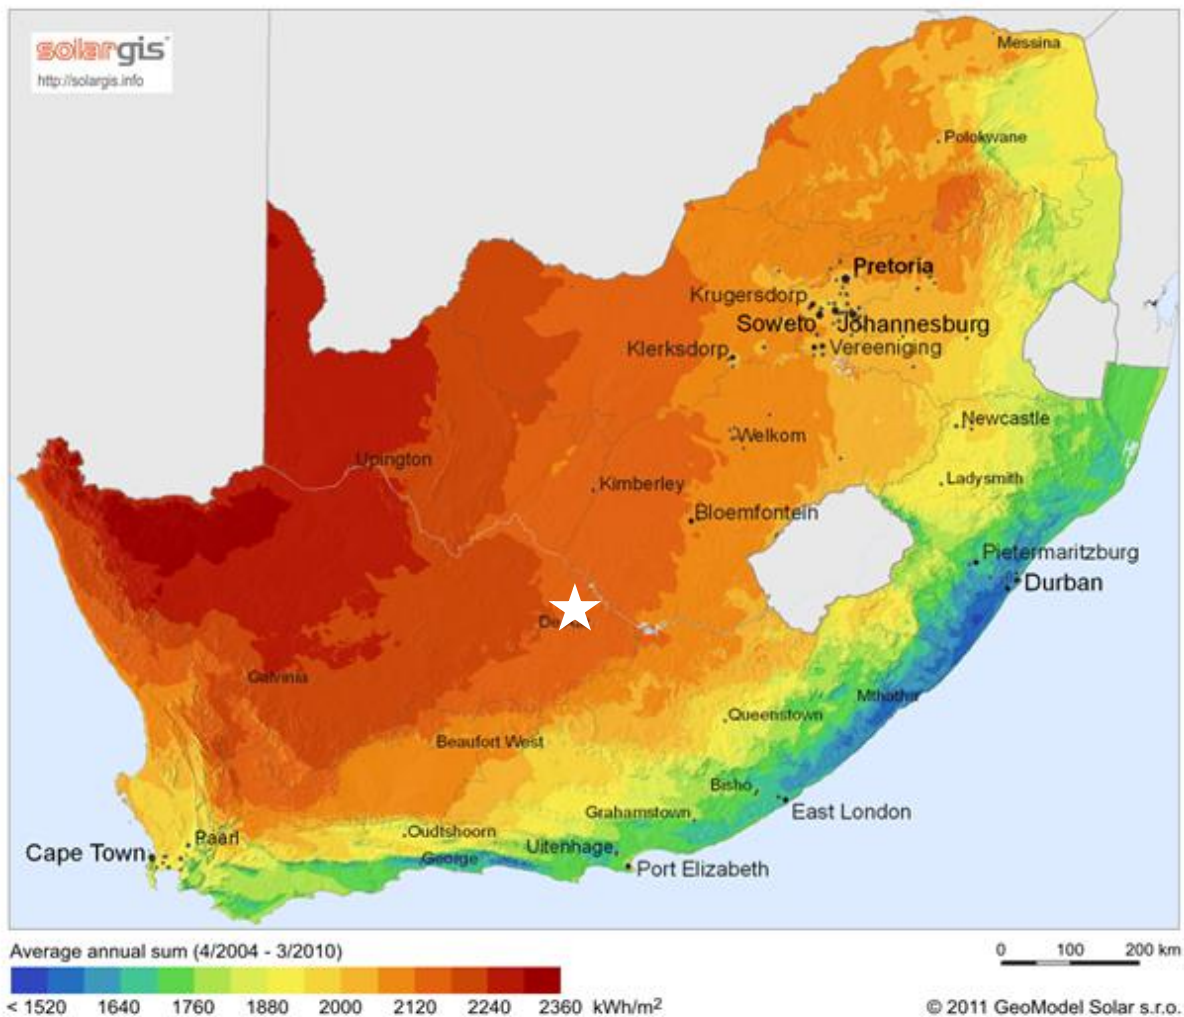 solargis
http://solargis.info
Messina
Polokwane
Pretoria
Krugersdorp
Soweto
Johannesburg
Klerksdorp
Vereeniging
Newcastle
Welkom
Upington
Kimberley
Ladysmith
Bloemfontein
Pietermaritzburg
Durban
Calvinia
Mthatha
Queenstown
Beaufort West
Bisho
Grahamstown
East London
Oudtshoorn
Paarl
Cape Town
Uitenhage
George
Port Elizabeth
Average annual sum (4/2004 - 3/2010)
0 100 200 km
< 1520 1640 1760 1880 2000 2120 2240 2360 kWh/m²
© 2011 GeoModel Solar s.r.o.